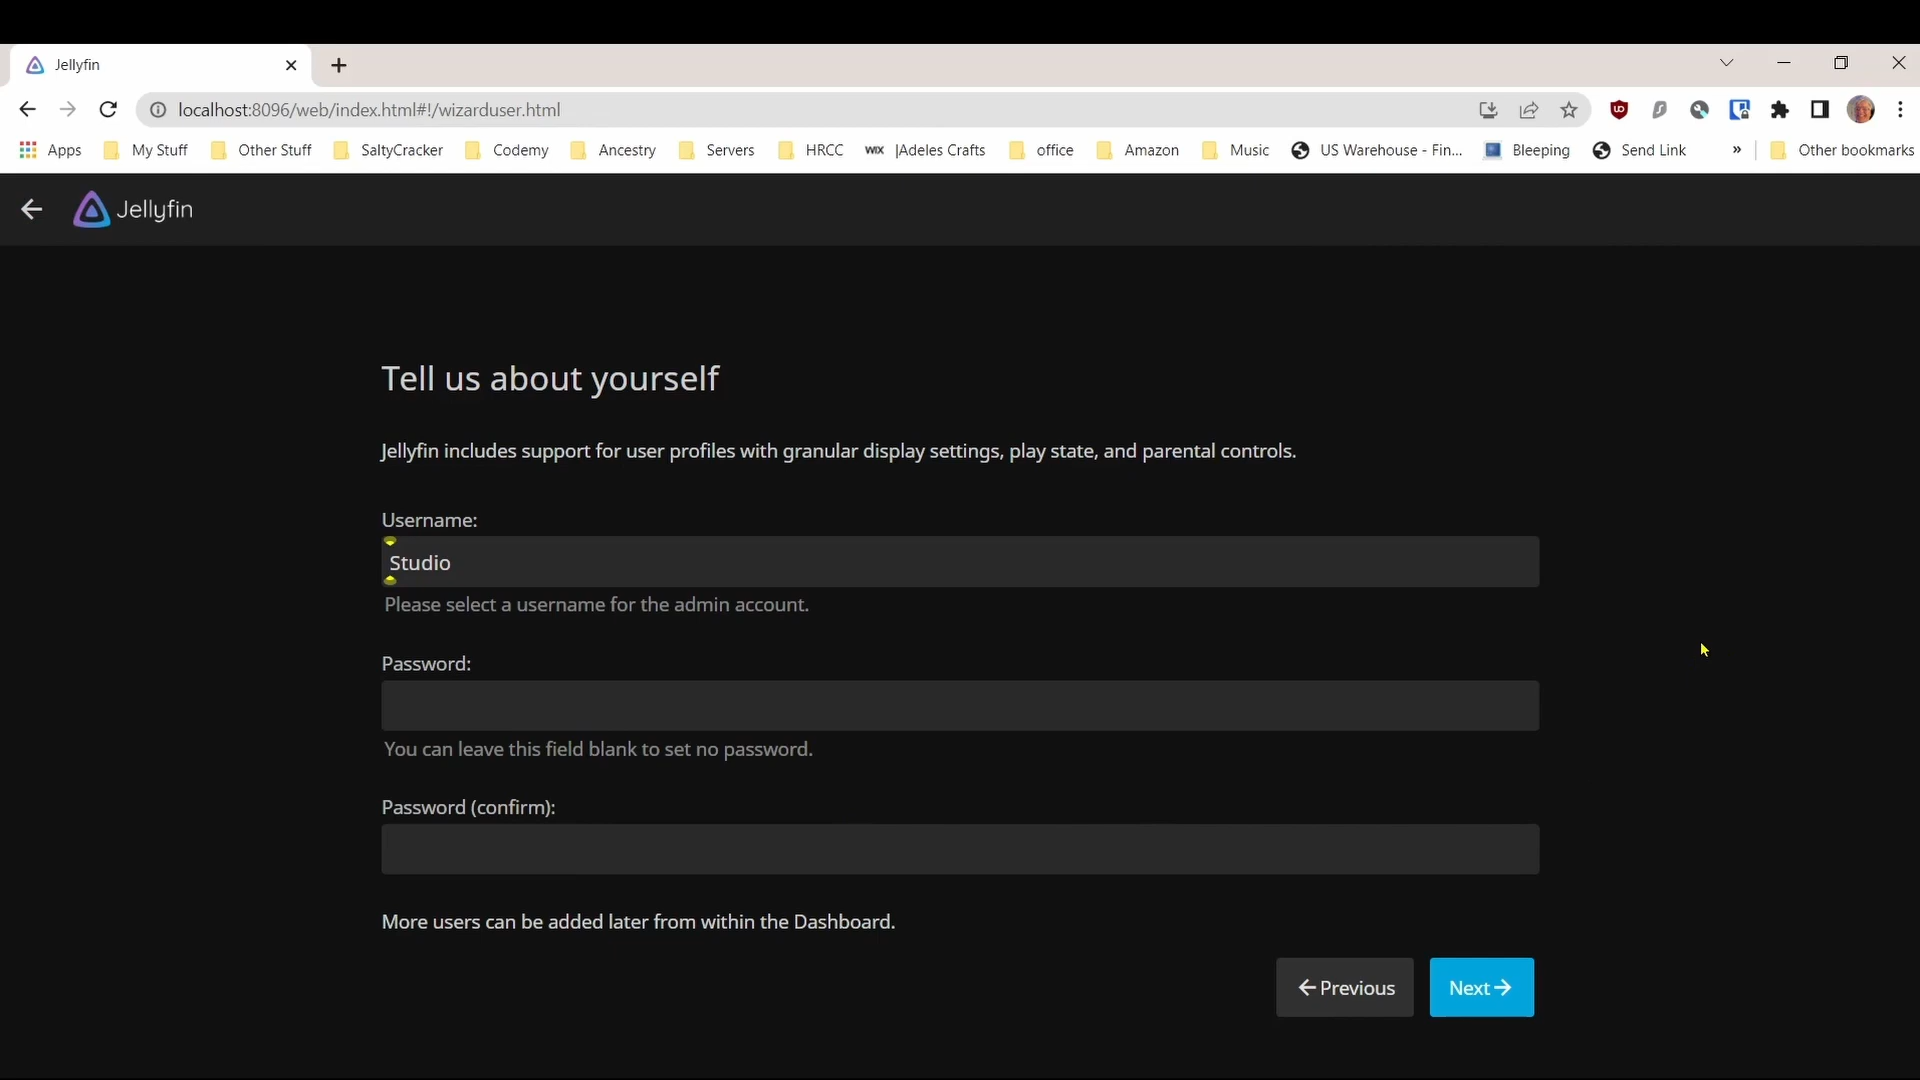 Jellyfin
localhost:8096/web/index.html#!/wizarduser.html
Apps My Stuff Other Stuff SaltyCracker Codemy Ancestry Servers HRCC WIX |Adeles Crafts office Amazon Music US Warehouse - Fin... Bleeping Send Link » Other bookmarks
Jellyfin
Tell us about yourself
Jellyfin includes support for user profiles with granular display settings, play state, and parental controls.
Username:
Studio
Please select a username for the admin account.
Password:
You can leave this field blank to set no password.
Password (confirm):
More users can be added later from within the Dashboard.
Previous Next